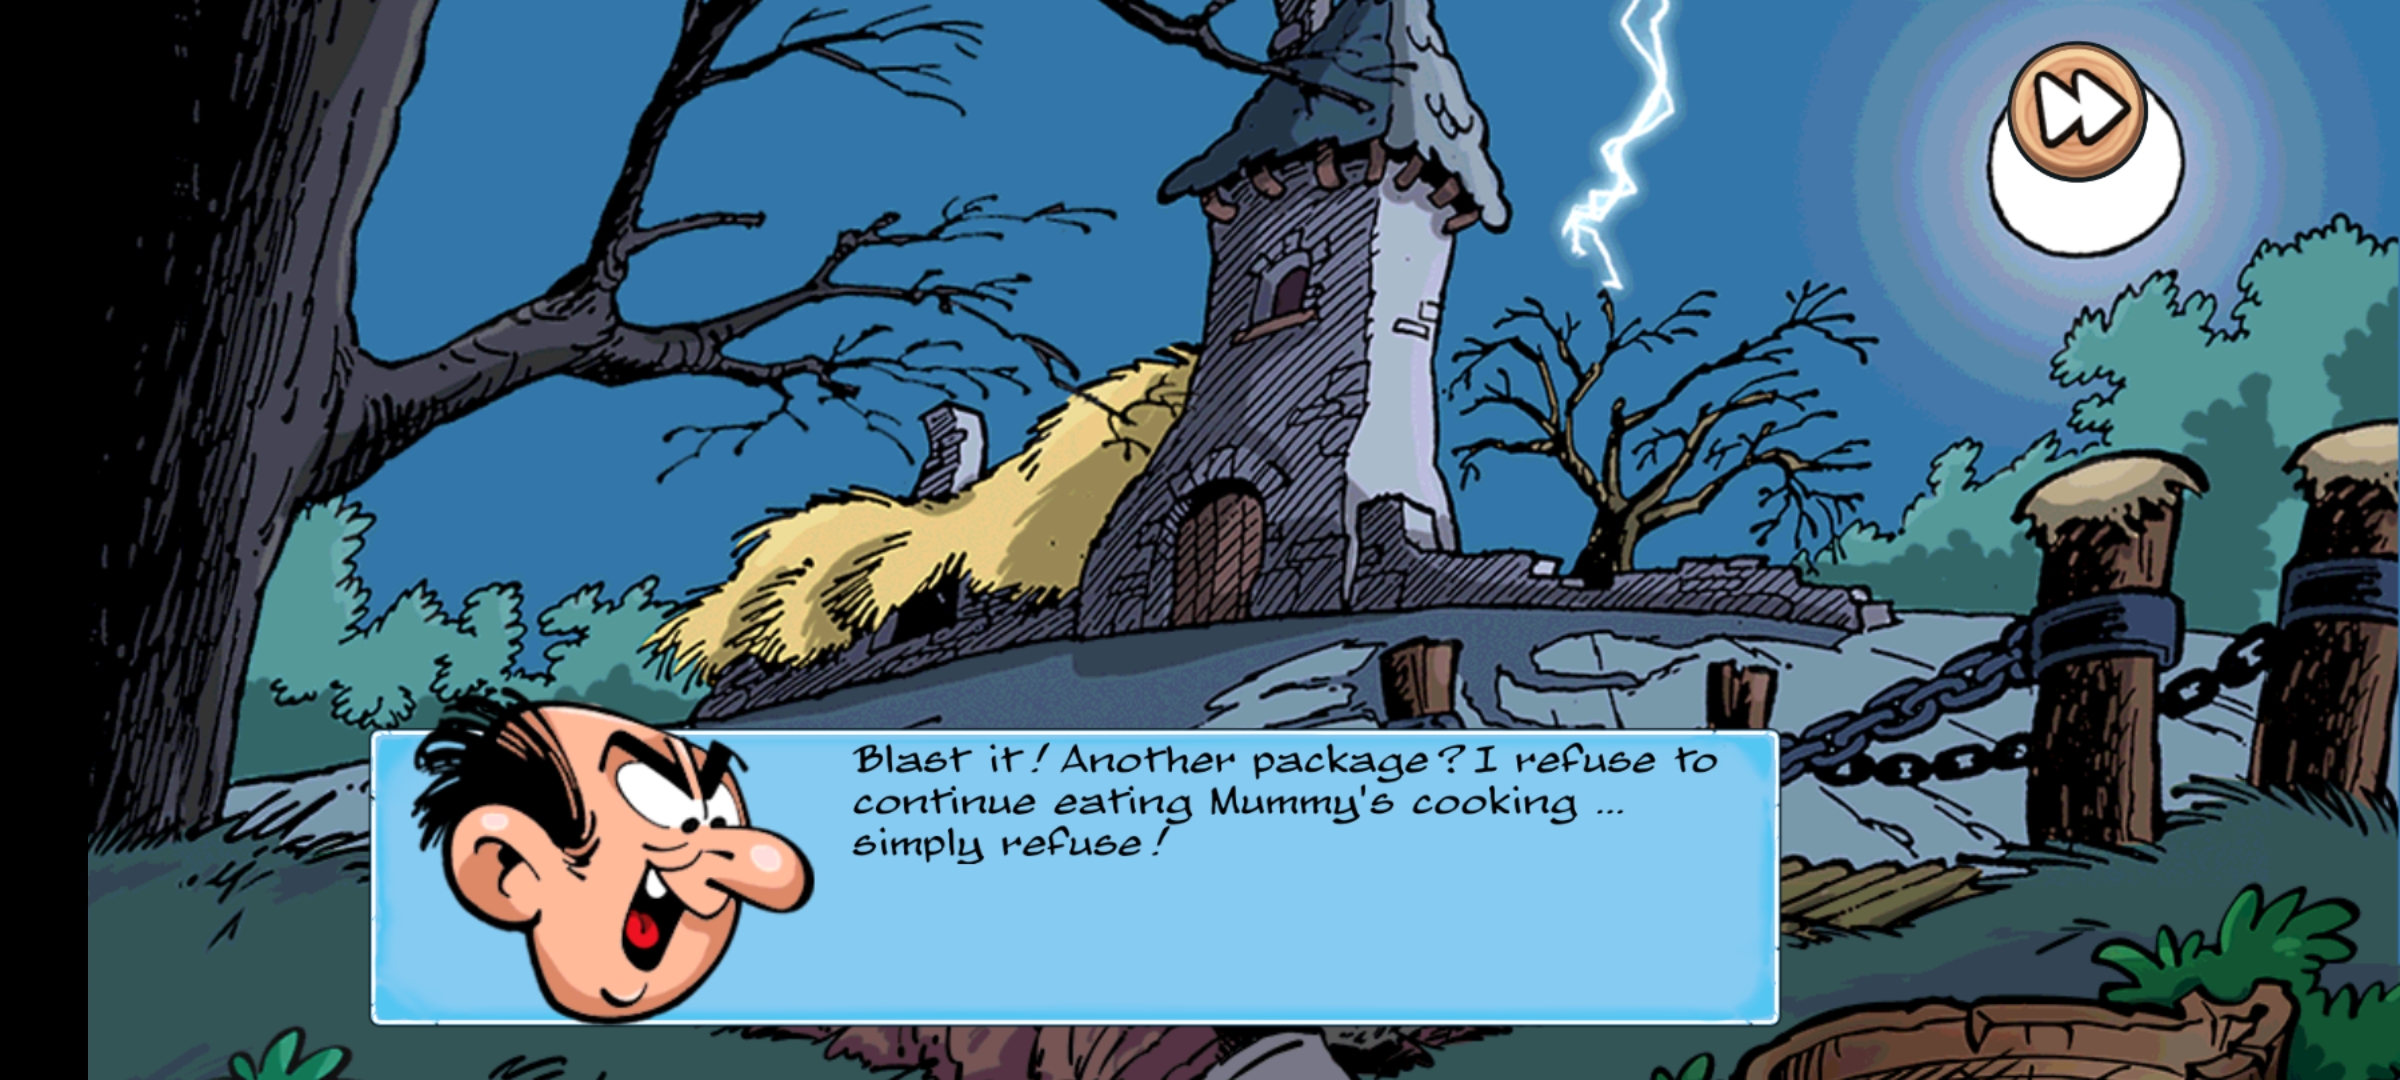 Blast it! Another package? I refuse to
continue eating Mummy's cooking ...
simply refuse!